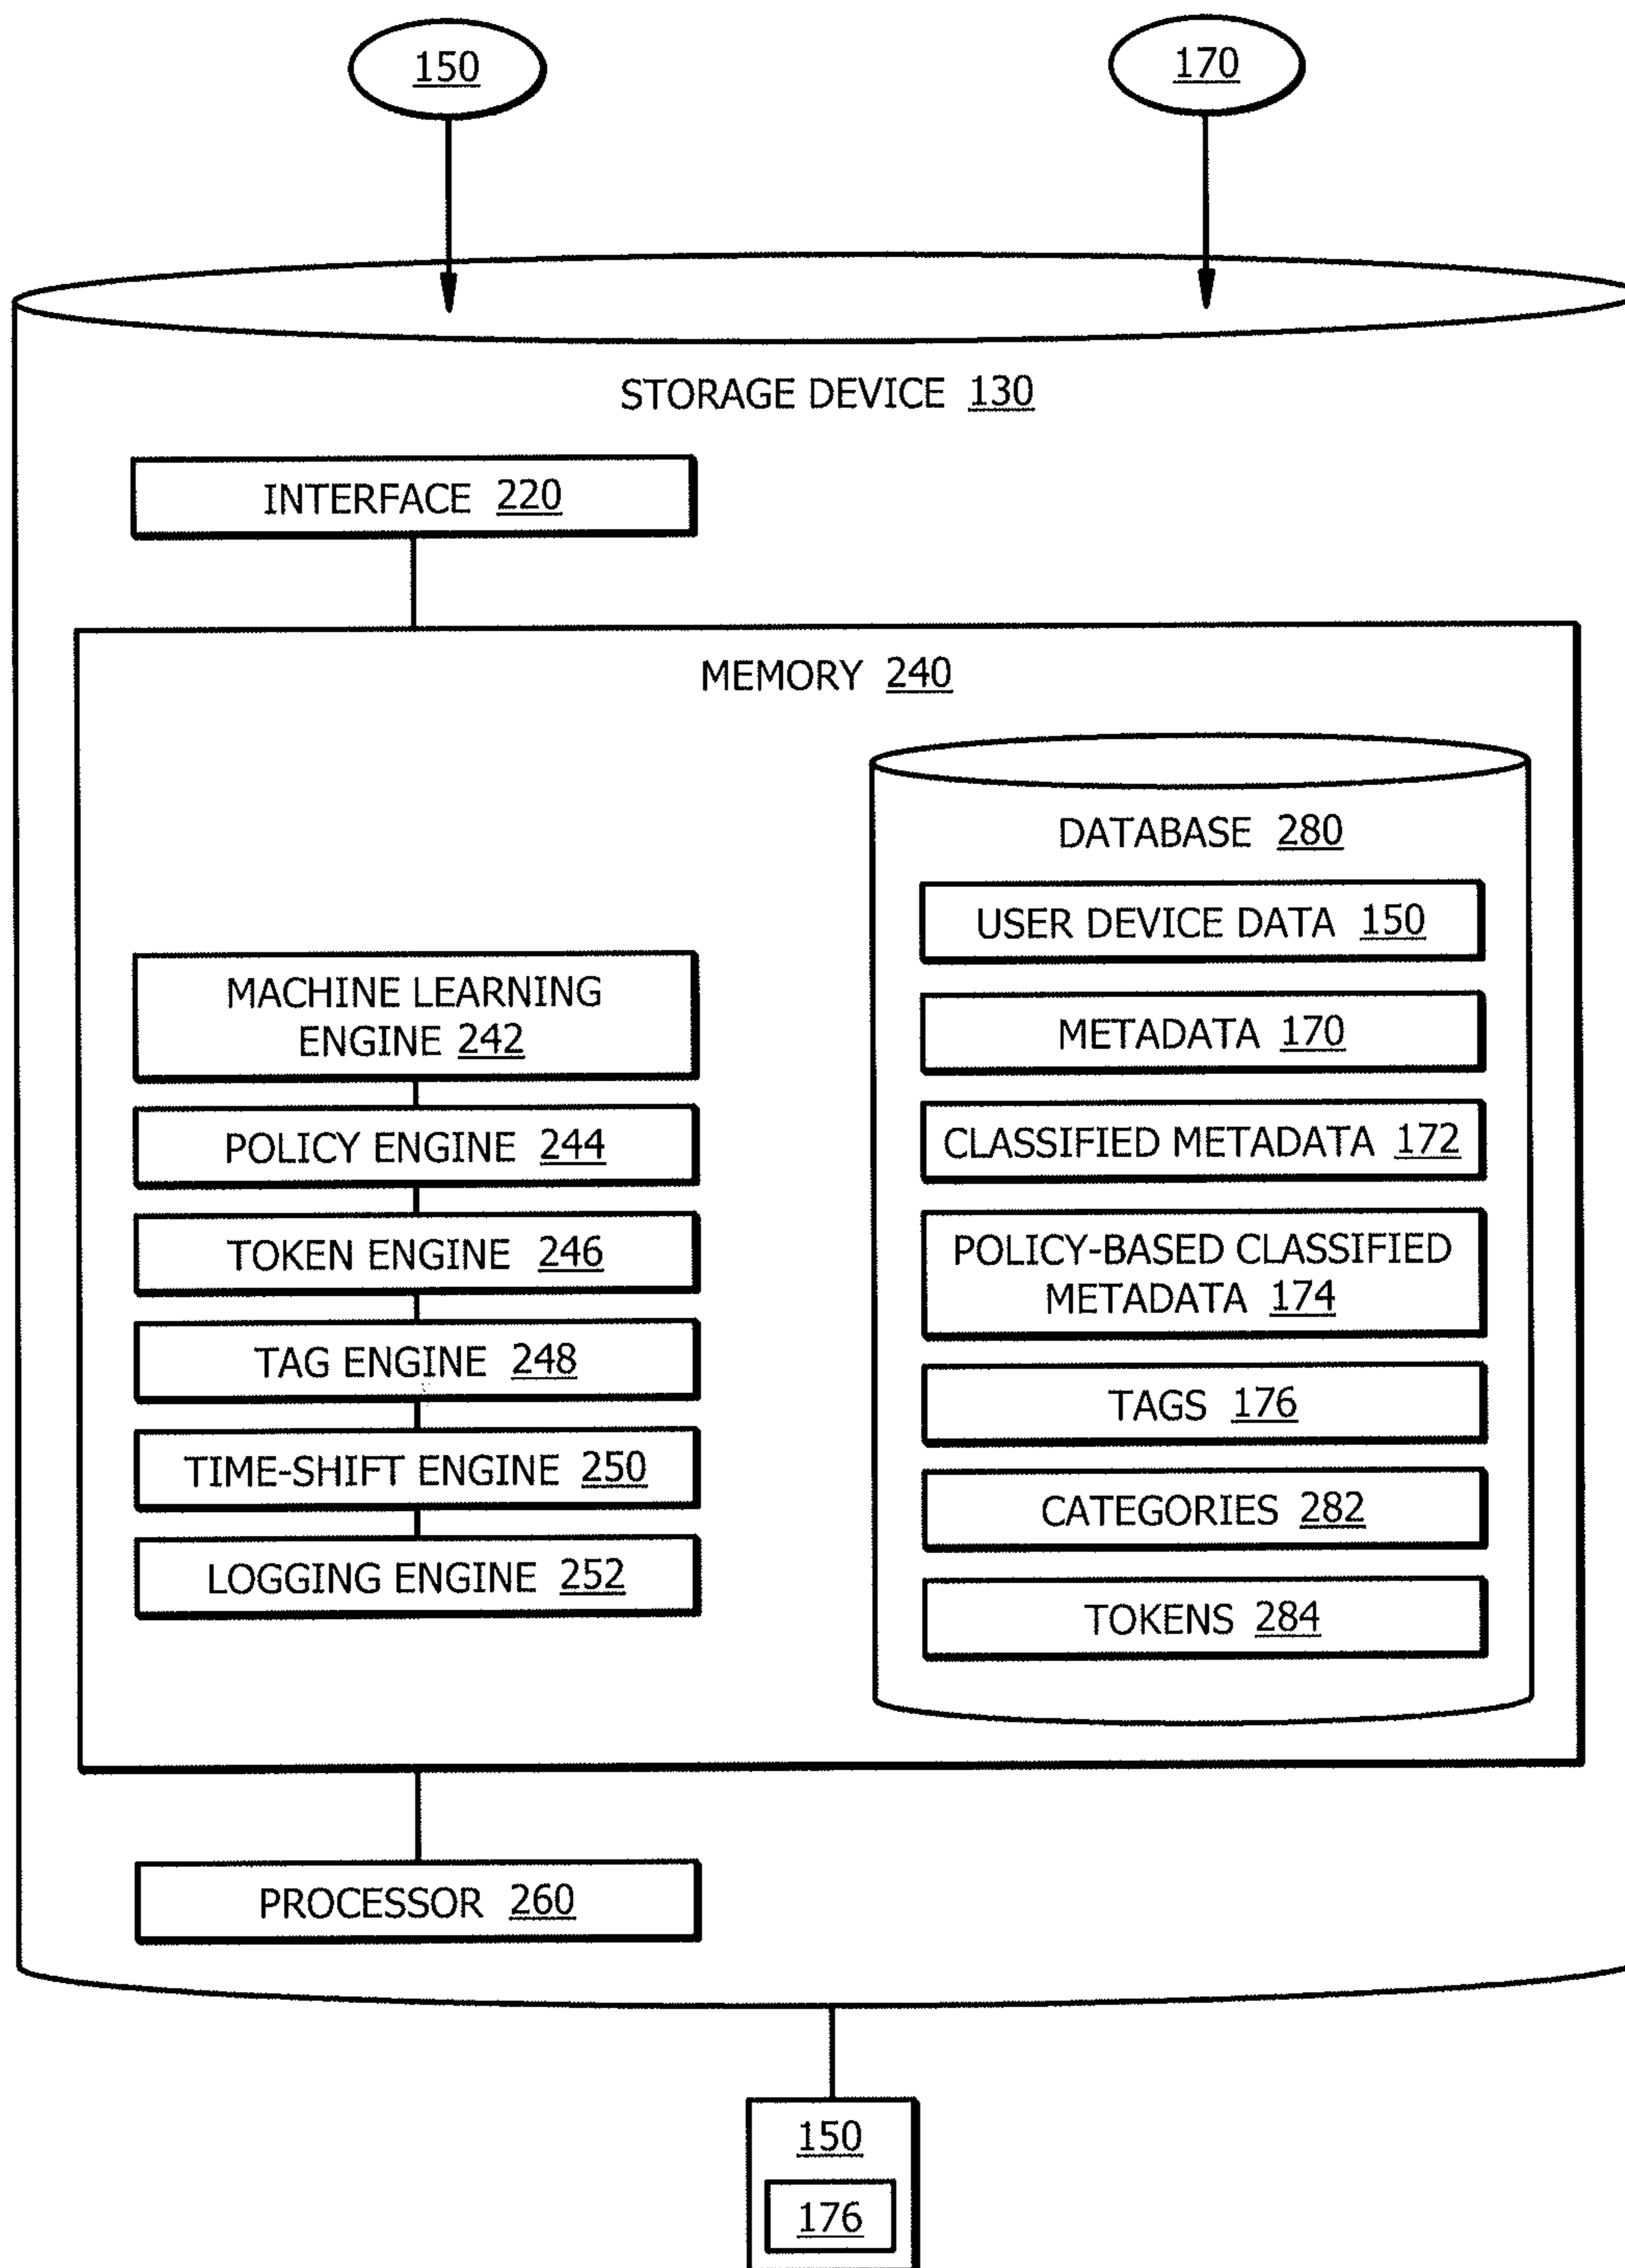 150
170
STORAGE DEVICE 130
INTERFACE 220
MEMORY 240
MACHINE LEARNING
ENGINE 242
POLICY ENGINE 244
TOKEN ENGINE 246
TAG ENGINE 248
TIME-SHIFT ENGINE 250
LOGGING ENGINE 252
DATABASE 280
USER DEVICE DATA 150
METADATA 170
CLASSIFIED METADATA 172
POLICY-BASED CLASSIFIED
METADATA 174
TAGS 176
CATEGORIES 282
TOKENS 284
PROCESSOR 260
150
176